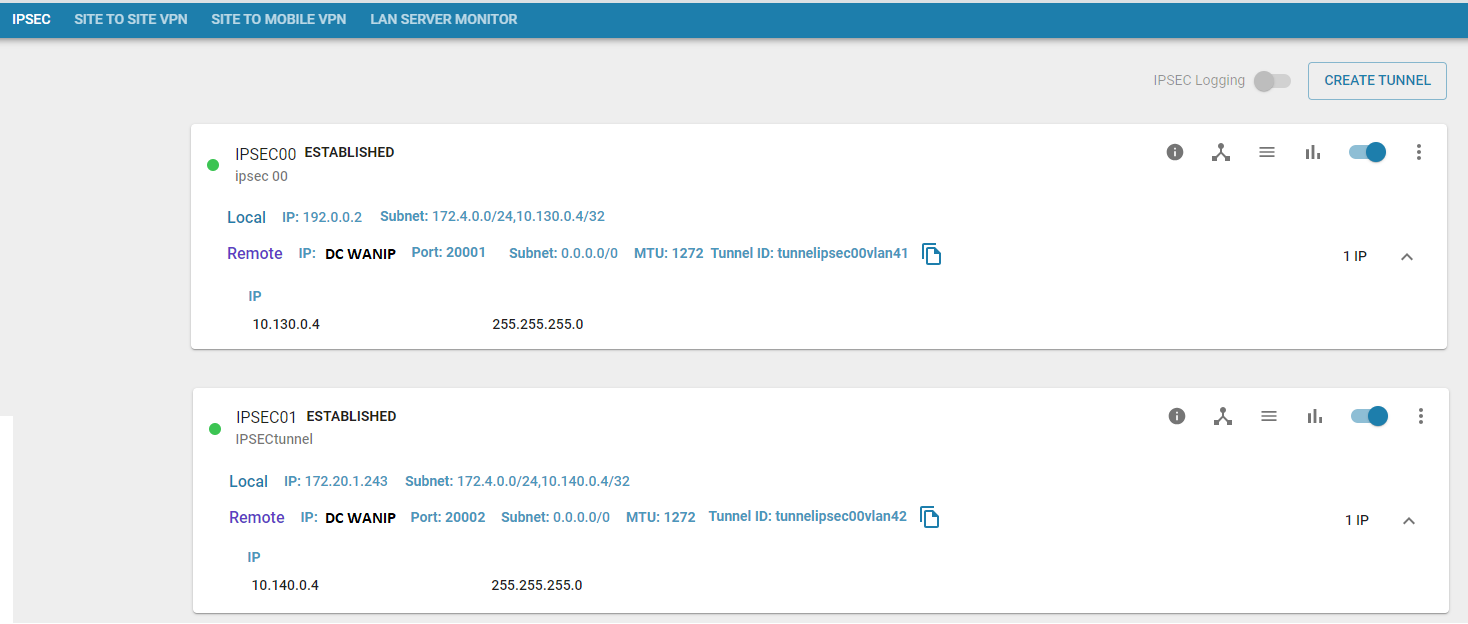 IPSEC SITE TO SITE VPN SITE TO MOBILE VPN LAN SERVER MONITOR
IPSEC Logging CREATE TUNNEL
IPSEC00 ESTABLISHED
ipsec 00
Local IP: 192.0.0.2 Subnet: 172.4.0.0/24,10.130.0.4/32
Remote IP: DC WANIP Port: 20001 Subnet: 0.0.0.0/0 MTU: 1272 Tunnel ID: tunnelipsec00vlan41
1 IP
IP
10.130.0.4 255.255.255.0
IPSEC01 ESTABLISHED
IPSECtunnel
Local IP: 172.20.1.243 Subnet: 172.4.0.0/24,10.140.0.4/32
Remote IP: DC WANIP Port: 20002 Subnet: 0.0.0.0/0 MTU: 1272 Tunnel ID: tunnelipsec00vlan42
1 IP
IP
10.140.0.4 255.255.255.0